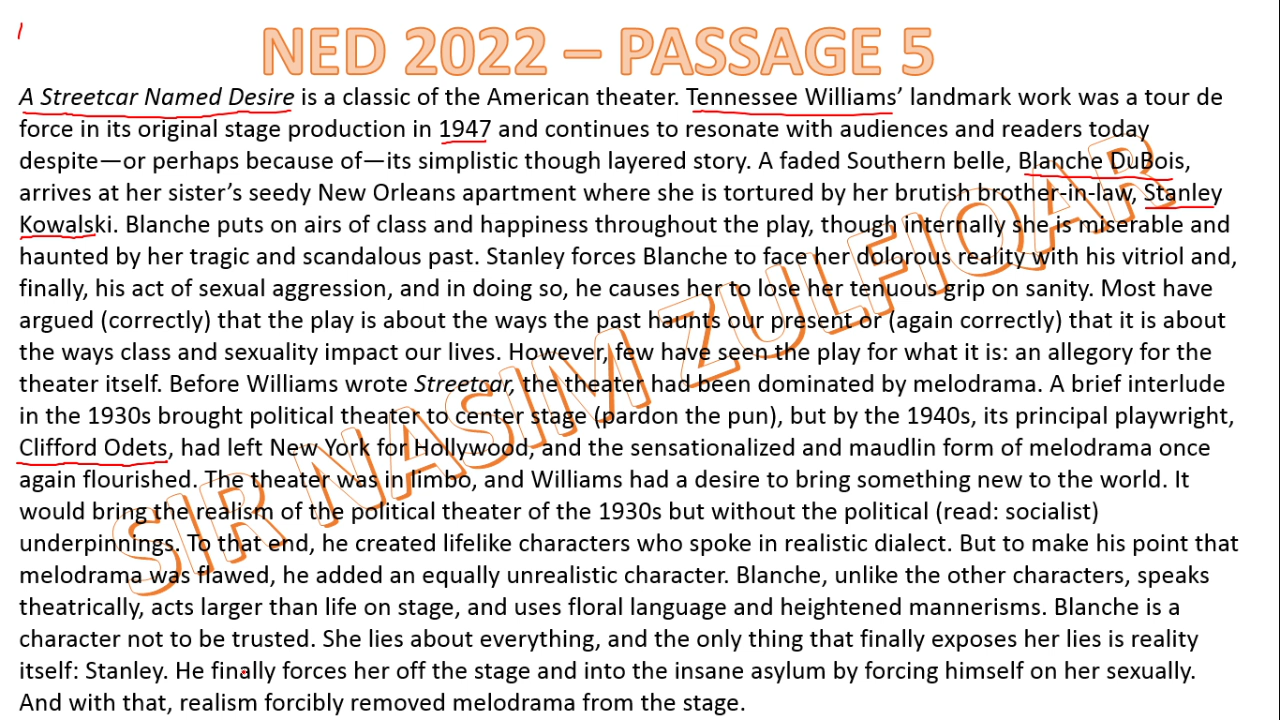 NED 2022 – PASSAGE 5
A Streetcar Named Desire is a classic of the American theater. Tennessee Williams’ landmark work was a tour de
force in its original stage production in 1947 and continues to resonate with audiences and readers today
despite—or perhaps because of—its simplistic though layered story. A faded Southern belle, Blanche DuBois,
arrives at her sister’s seedy New Orleans apartment where she is tortured by her brutish brother-in-law, Stanley
Kowalski. Blanche puts on airs of class and happiness throughout the play, though internally she is miserable and
haunted by her tragic and scandalous past. Stanley forces Blanche to face her dolorous reality with his vitriol and,
finally, his act of sexual aggression, and in doing so, he causes her to lose her tenuous grip on sanity. Most have
argued (correctly) that the play is about the ways the past haunts our present or (again correctly) that it is about
the ways class and sexuality impact our lives. However, few have seen the play for what it is: an allegory for the
theater itself. Before Williams wrote Streetcar, the theater had been dominated by melodrama. A brief interlude
in the 1930s brought political theater to center stage (pardon the pun), but by the 1940s, its principal playwright,
Clifford Odets, had left New York for Hollywood, and the sensationalized and maudlin form of melodrama once
again flourished. The theater was in limbo, and Williams had a desire to bring something new to the world. It
would bring the realism of the political theater of the 1930s but without the political (read: socialist)
underpinnings. To that end, he created lifelike characters who spoke in realistic dialect. But to make his point that
melodrama was flawed, he added an equally unrealistic character. Blanche, unlike the other characters, speaks
theatrically, acts larger than life on stage, and uses floral language and heightened mannerisms. Blanche is a
character not to be trusted. She lies about everything, and the only thing that finally exposes her lies is reality
itself: Stanley. He finally forces her off the stage and into the insane asylum by forcing himself on her sexually.
And with that, realism forcibly removed melodrama from the stage.
SIR NASIM ZULFIQAR